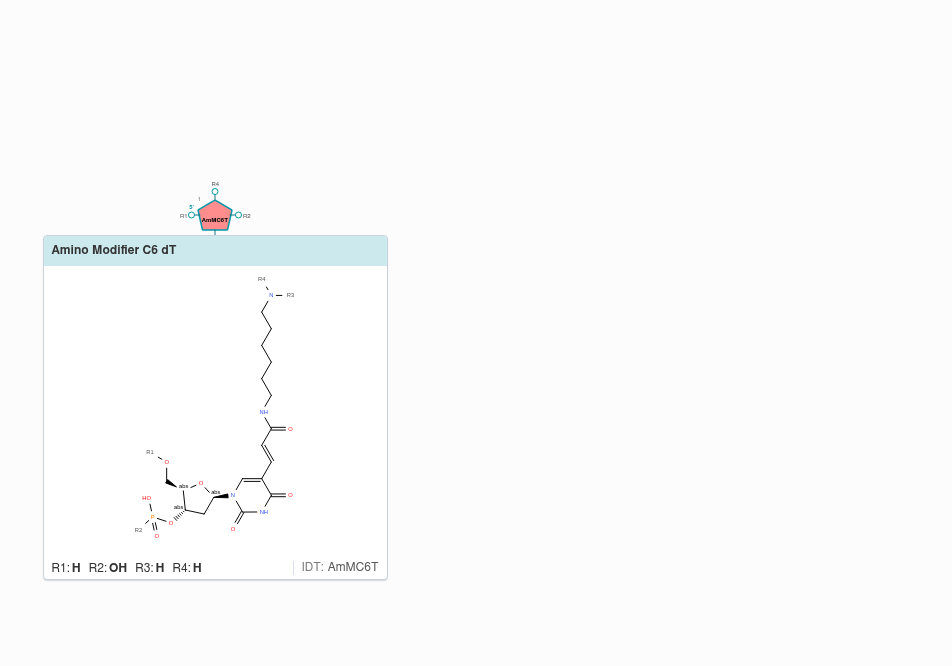 R4
1
5'
R1
R2
AmMC6T
Amino Modifier C6 dT
R4
N
R3
NH
O
R1
O
abs
O
abs
N
O
HO
abs
NH
P
O
R2
O
O
R1: H R2: OH R3: H R4: H IDT: AmMC6T